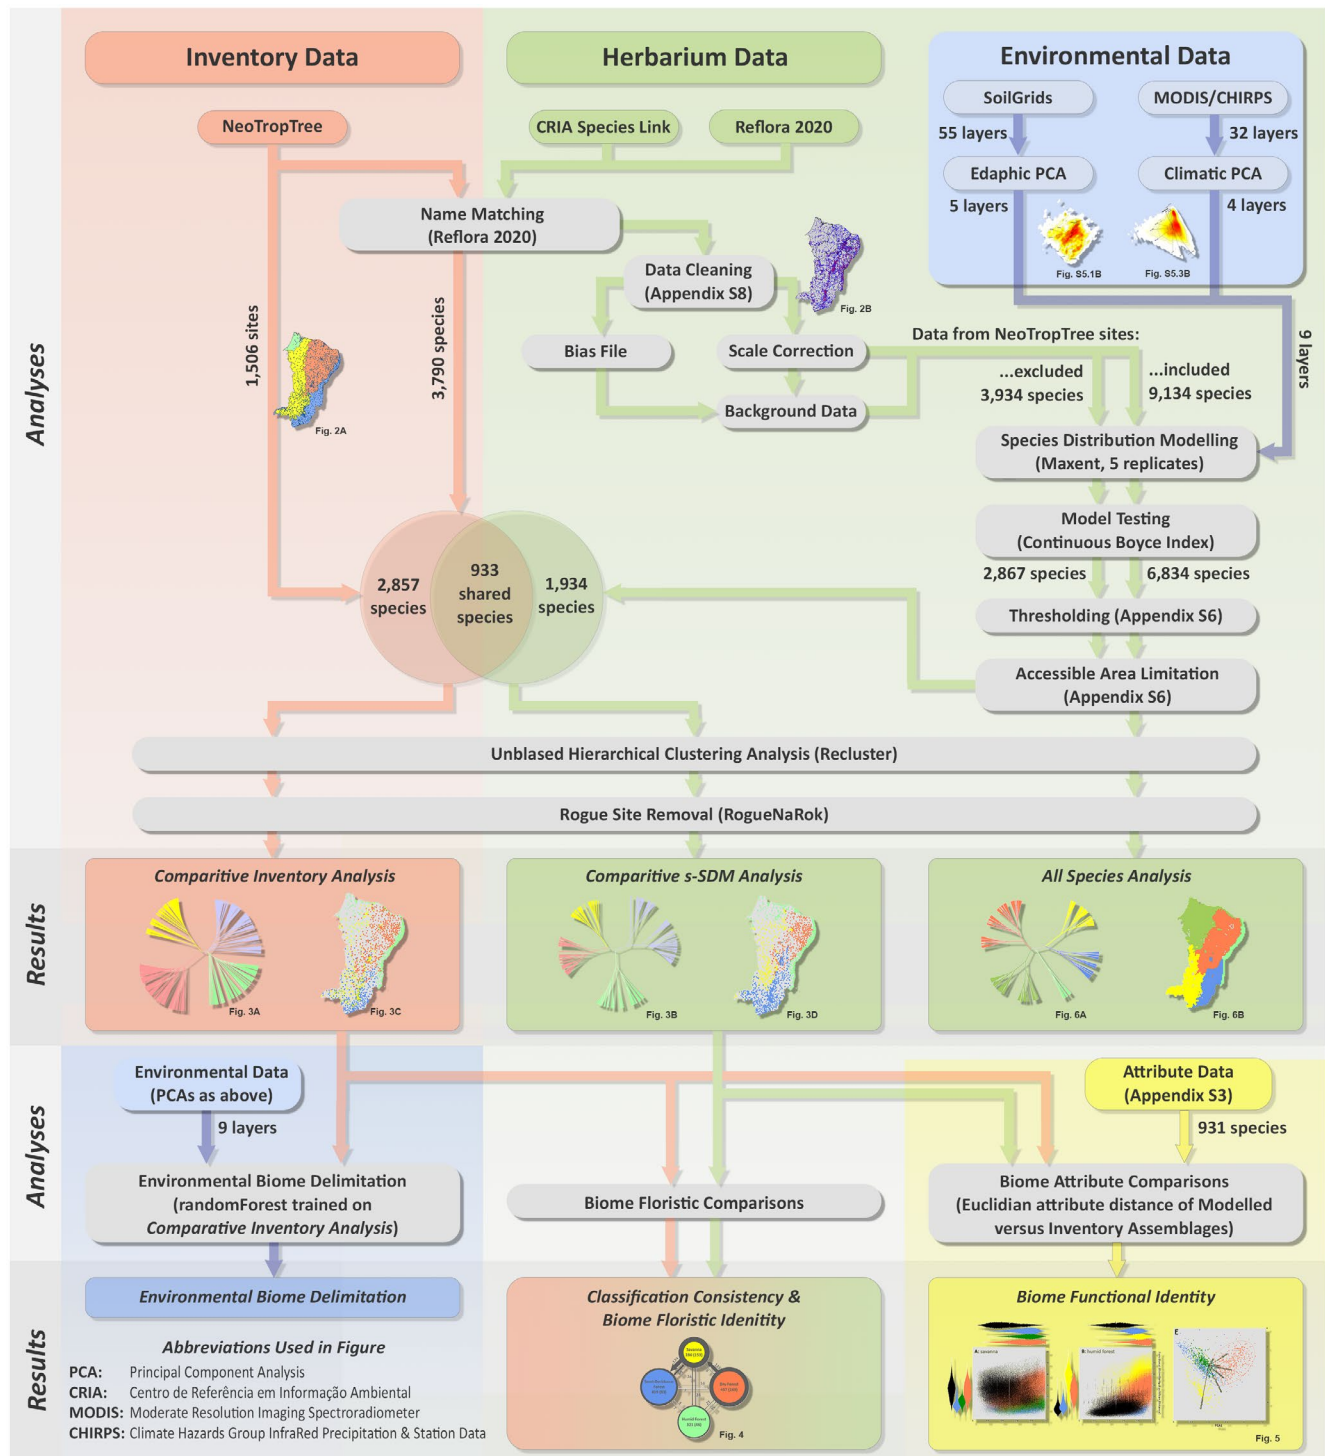 Inventory Data
Herbarium Data
Environmental Data
NeoTropTree
CRIA Species Link
Reflora 2020
SoilGrids
MODIS/CHIRPS
55 layers
32 layers
Edaphic PCA
Climatic PCA
5 layers
4 layers
Fig. S5.1B
Fig. S5.3B
Name Matching
(Reflora 2020)
Data Cleaning
(Appendix S8)
Fig. 2B
Bias File
Scale Correction
Background Data
Data from NeoTropTree sites:
...excluded
3,934 species
...included
9,134 species
9 layers
Analyses
1,506 sites
3,790 species
Fig. 2A
Species Distribution Modelling
(Maxent, 5 replicates)
Model Testing
(Continuous Boyce Index)
2,867 species
6,834 species
Thresholding (Appendix S6)
Accessible Area Limitation
(Appendix S6)
2,857
species
933
shared
species
1,934
species
Unblased Hierarchical Clustering Analysis (Recluster)
Rogue Site Removal (RogueNaRok)
Results
Comparitive Inventory Analysis
Fig. 3A
Fig. 3C
Comparitive s-SDM Analysis
Fig. 3B
Fig. 3D
All Species Analysis
Fig. 6A
Fig. 6B
Analyses
Environmental Data
(PCAs as above)
9 layers
Environmental Biome Delimitation
(randomForest trained on
Comparative Inventory Analysis)
Biome Floristic Comparisons
Attribute Data
(Appendix S3)
931 species
Biome Attribute Comparisons
(Euclidian attribute distance of Modelled
versus Inventory Assemblages)
Results
Environmental Biome Delimitation
Abbreviations Used in Figure
PCA: Principal Component Analysis
CRIA: Centro de Referência em Informação Ambiental
MODIS: Moderate Resolution Imaging Spectroradiometer
CHIRPS: Climate Hazards Group InfraRed Precipitation & Station Data
Classification Consistency &
Biome Floristic Idenitity
Fig. 4
Biome Functional Identity
A: savanna
B: humid forest
E
Fig. 5